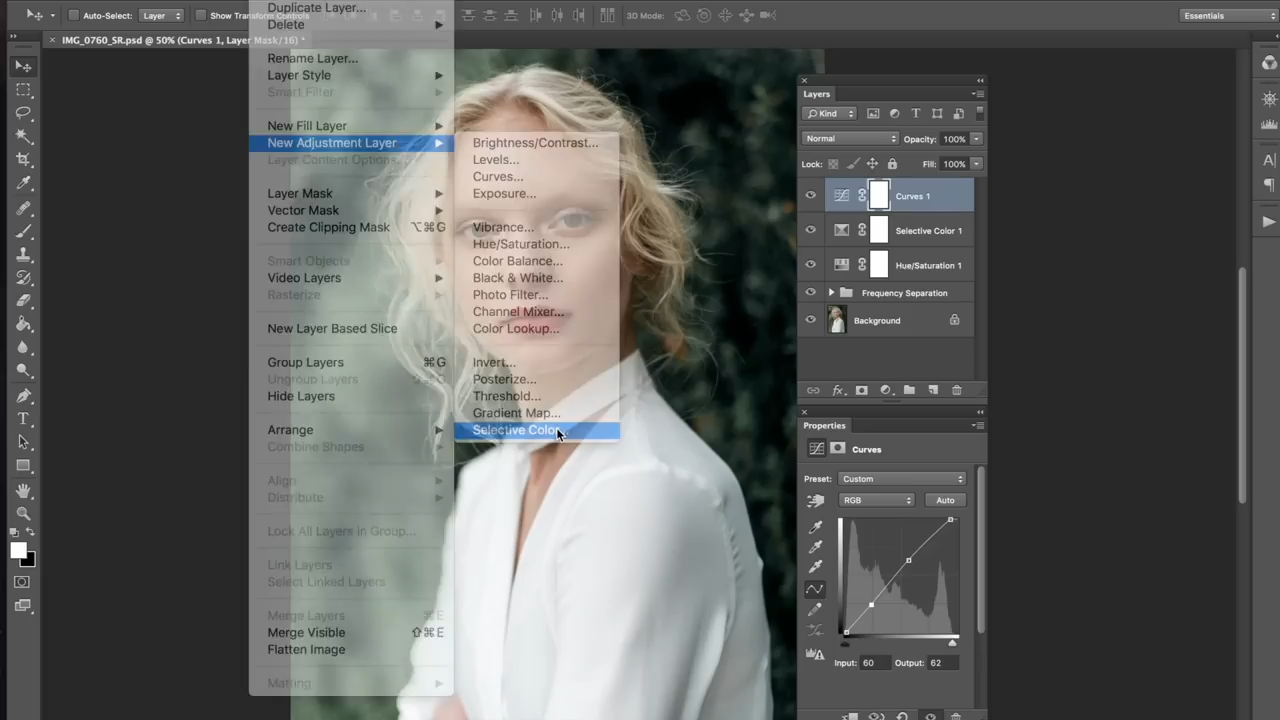 Duplicate Layer...
Auto-Select: Layer Show Transform Controls 3D Mode: Essentials
Delete
× IMG_0760_SR.psd @ 50% (Curves 1, Layer Mask/16) *
Rename Layer...
Layer Style
Smart Filter
New Fill Layer
New Adjustment Layer
Layer Content Options...
Layer Mask
Vector Mask
Create Clipping Mask ⌥⌘G
Smart Objects
Video Layers
Rasterize
New Layer Based Slice
Group Layers ⌘G
Ungroup Layers ⇧⌘G
Hide Layers
Arrange
Combine Shapes
Align
Distribute
Lock All Layers in Group...
Link Layers
Select Linked Layers
Merge Layers ⌘E
Merge Visible ⇧⌘E
Flatten Image
Matting
Brightness/Contrast...
Levels...
Curves...
Exposure...
Vibrance...
Hue/Saturation...
Color Balance...
Black & White...
Photo Filter...
Channel Mixer...
Color Lookup...
Invert...
Posterize...
Threshold...
Gradient Map...
Selective Color...
Layers
Kind
Normal Opacity: 100%
Lock: Fill: 100%
Curves 1
Selective Color 1
Hue/Saturation 1
Frequency Separation
Background
fx
Properties
Curves
Preset: Custom
RGB Auto
Input: 60 Output: 62